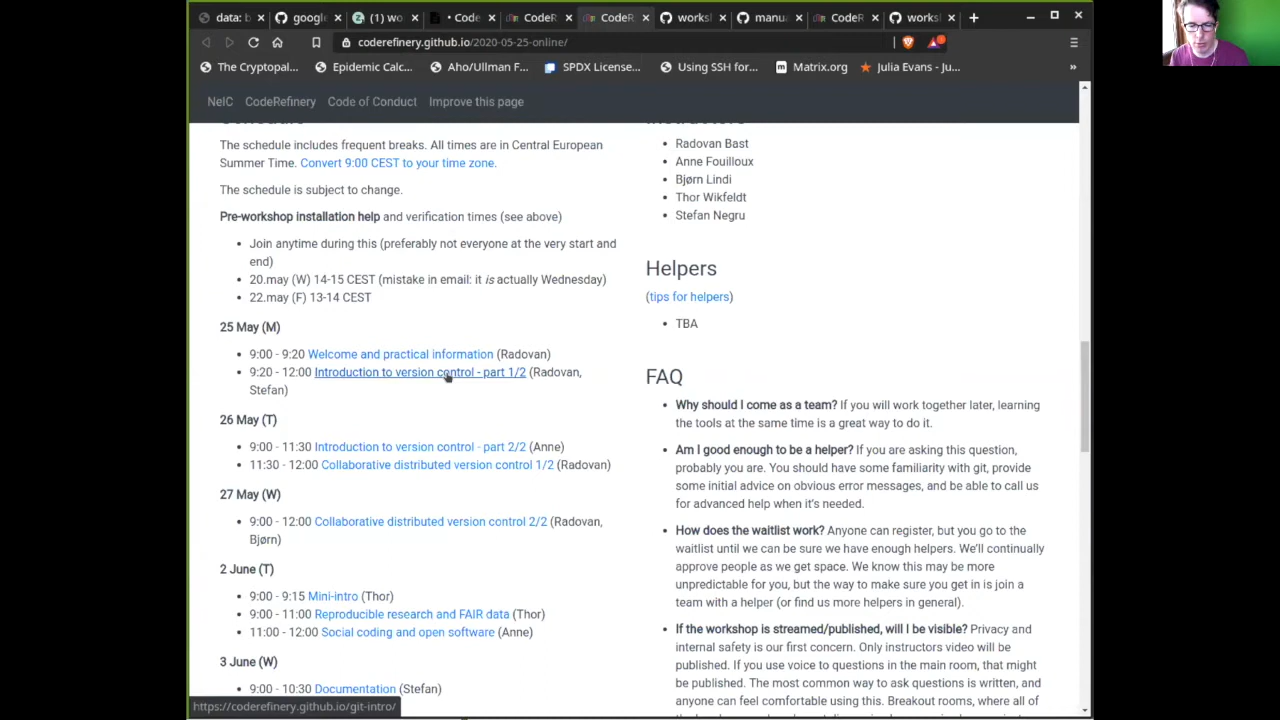 data: b
google
(1) wo
• Code
CodeR
CodeR
works
manu
CodeR
works
coderefinery.github.io/2020-05-25-online/
The Cryptopal...
Epidemic Calc...
Aho/Ullman F...
SPDX License...
Using SSH for...
Matrix.org
Julia Evans - Ju...
»
NeIC
CodeRefinery
Code of Conduct
Improve this page
Schedule
The schedule includes frequent breaks. All times are in Central European
Summer Time. Convert 9:00 CEST to your time zone.
The schedule is subject to change.
Pre-workshop installation help and verification times (see above)
• Join anytime during this (preferably not everyone at the very start and
end)
• 20.may (W) 14-15 CEST (mistake in email: it is actually Wednesday)
• 22.may (F) 13-14 CEST
25 May (M)
• 9:00 - 9:20 Welcome and practical information (Radovan)
• 9:20 - 12:00 Introduction to version control - part 1/2 (Radovan,
Stefan)
26 May (T)
• 9:00 - 11:30 Introduction to version control - part 2/2 (Anne)
• 11:30 - 12:00 Collaborative distributed version control 1/2 (Radovan)
27 May (W)
• 9:00 - 12:00 Collaborative distributed version control 2/2 (Radovan,
Bjørn)
2 June (T)
• 9:00 - 9:15 Mini-intro (Thor)
• 9:00 - 11:00 Reproducible research and FAIR data (Thor)
• 11:00 - 12:00 Social coding and open software (Anne)
3 June (W)
• 9:00 - 10:30 Documentation (Stefan)
https://coderefinery.github.io/git-intro/
Instructors
• Radovan Bast
• Anne Fouilloux
• Bjørn Lindi
• Thor Wikfeldt
• Stefan Negru
Helpers
(tips for helpers)
• TBA
FAQ
• Why should I come as a team? If you will work together later, learning
the tools at the same time is a great way to do it.
• Am I good enough to be a helper? If you are asking this question,
probably you are. You should have some familiarity with git, provide
some initial advice on obvious error messages, and be able to call us
for advanced help when it's needed.
• How does the waitlist work? Anyone can register, but you go to the
waitlist until we can be sure we have enough helpers. We'll continually
approve people as we get space. We know this may be more
unpredictable for you, but the way to make sure you get in is join a
team with a helper (or find us more helpers in general).
• If the workshop is streamed/published, will I be visible? Privacy and
internal safety is our first concern. Only instructors video will be
published. If you use voice to questions in the main room, that might
be published. The most common way to ask questions is written, and
anyone can feel comfortable using this. Breakout rooms, where all of